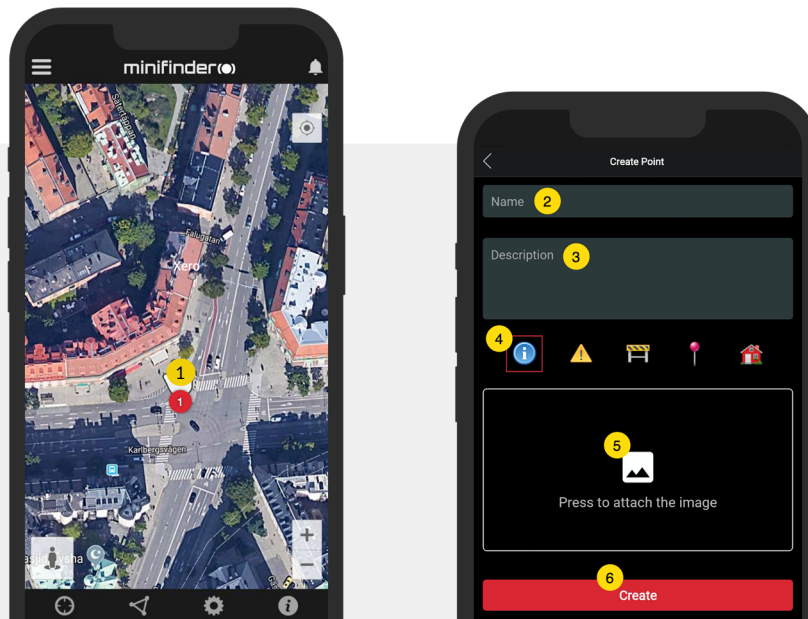 minifinder
Sätertäppan
Falugatan
Xero
1
1
Karlbergsvägen
+
−
Create Point
Name 2
Description 3
4
5
Press to attach the image
6
Create